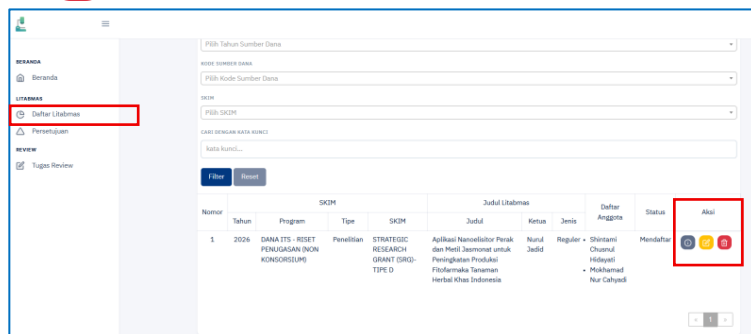 Pilih Tahun Sumber Dana
BERANDA
KODE SUMBER DANA
Beranda
Pilih Kode Sumber Dana
LITABMAS
SKIM
Daftar Litabmas
Pilih SKIM
Persetujuan
CARI DENGAN KATA KUNCI
REVIEW
kata kunci...
Tugas Review
Filter
Reset
Nomor
SKIM
Judul Litabmas
Daftar Anggota
Status
Aksi
Tahun
Program
Tipe
SKIM
Judul
Ketua
Jenis
1
2026
DANA ITS - RISET
PENUGASAN (NON
KONSORSIUM)
Penelitian
STRATEGIC
RESEARCH
GRANT (SRG)-
TIPE D
Aplikasi Nanoelisitor Perak
dan Metil Jasmonat untuk
Peningkatan Produksi
Fitofarmaka Tanaman
Herbal Khas Indonesia
Nurul
Jadid
Reguler
• Shintami
Chusnul
Hidayati
• Mokhamad
Nur Cahyadi
Mendaftar
< 1 >